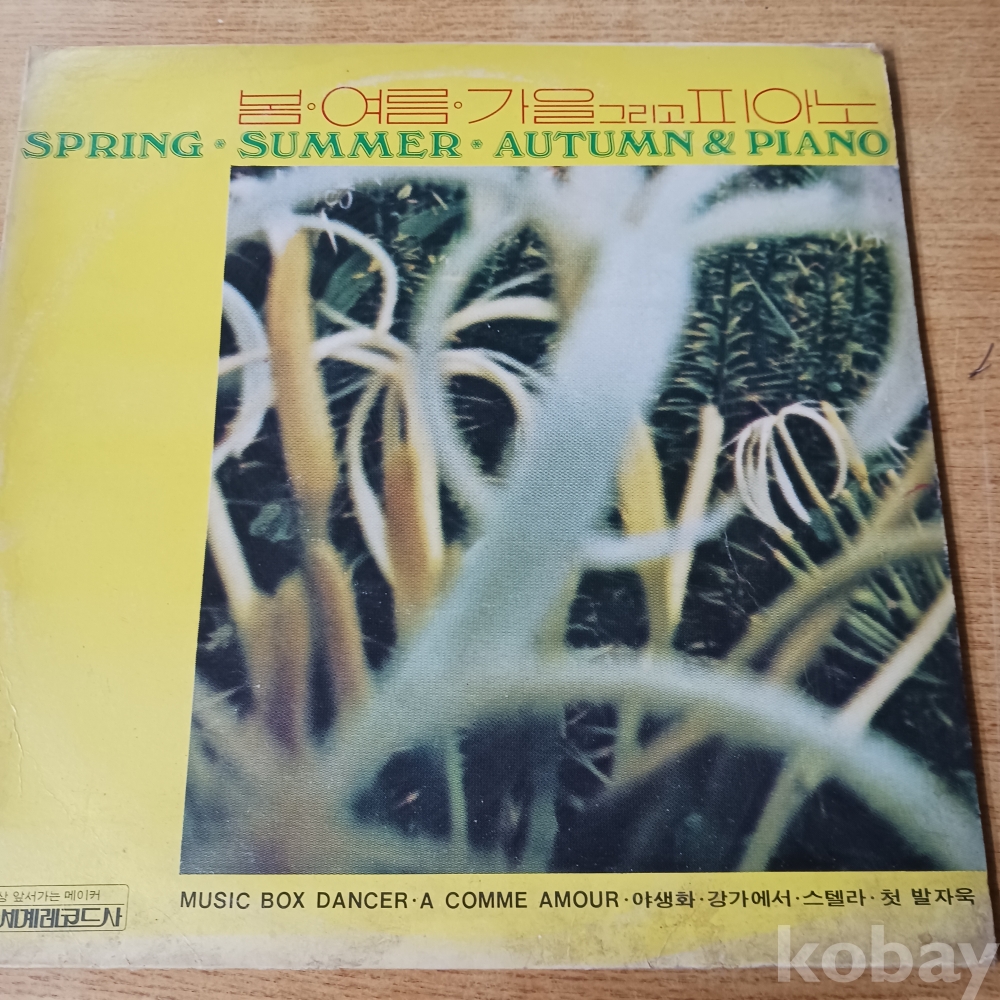 봄·여름·가을그리고피아노
SPRING * SUMMER * AUTUMN & PIANO
상 앞서가는 메이커
세계레코드사
MUSIC BOX DANCER·A COMME AMOUR·야생화·강가에서·스텔라·첫 발자욱
kobay